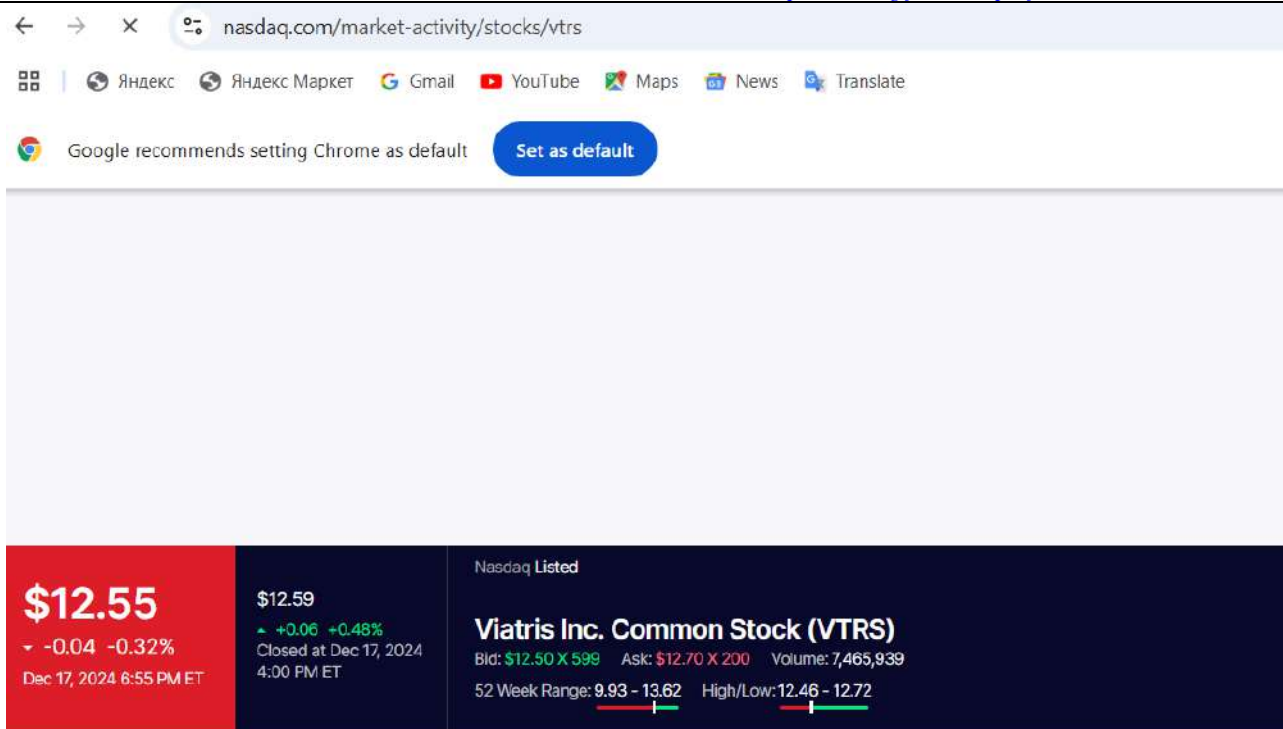 nasdaq.com/market-activity/stocks/vtrs
Яндекс Яндекс Маркет Gmail YouTube Maps News Translate
Google recommends setting Chrome as default Set as default
$12.55
-0.04 -0.32%
Dec 17, 2024 6:55 PM ET
$12.59
+0.06 +0.48%
Closed at Dec 17, 2024
4:00 PM ET
Nasdaq Listed
Viatris Inc. Common Stock (VTRS)
Bid: $12.50 X 599 Ask: $12.70 X 200 Volume: 7,465,939
52 Week Range: 9.93 - 13.62 High/Low: 12.46 - 12.72